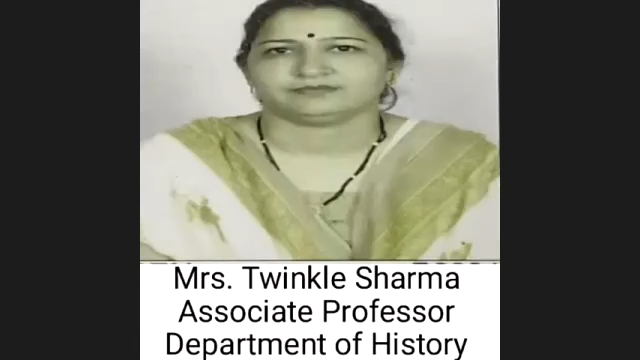 Mrs. Twinkle Sharma
Associate Professor
Department of History